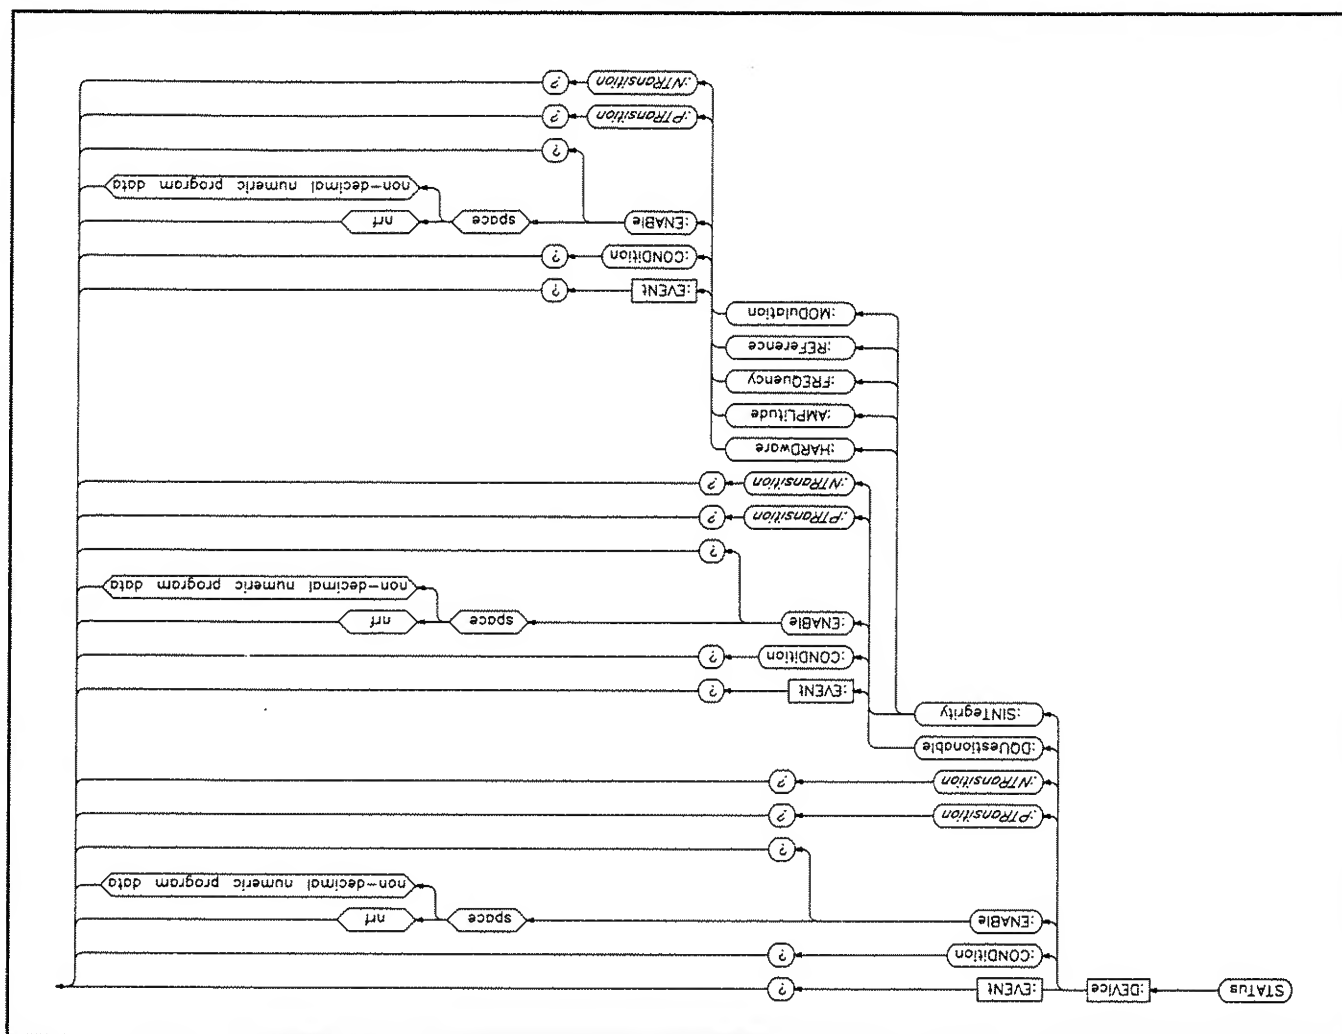 STATus :DEVice :EVENt ?
:CONDition ?
:ENABle space nrf
non-decimal numeric program data
?
:PTRansition ?
:NTRansition ?
:DQUestionable
:SINTegrity
:EVENt ?
:CONDition ?
:ENABle space nrf
non-decimal numeric program data
?
:PTRansition ?
:NTRansition ?
:HARDware
:AMPLitude
:FREQuency
:REFerence
:MODulation
:EVENt ?
:CONDition ?
:ENABle space nrf
non-decimal numeric program data
?
:PTRansition ?
:NTRansition ?